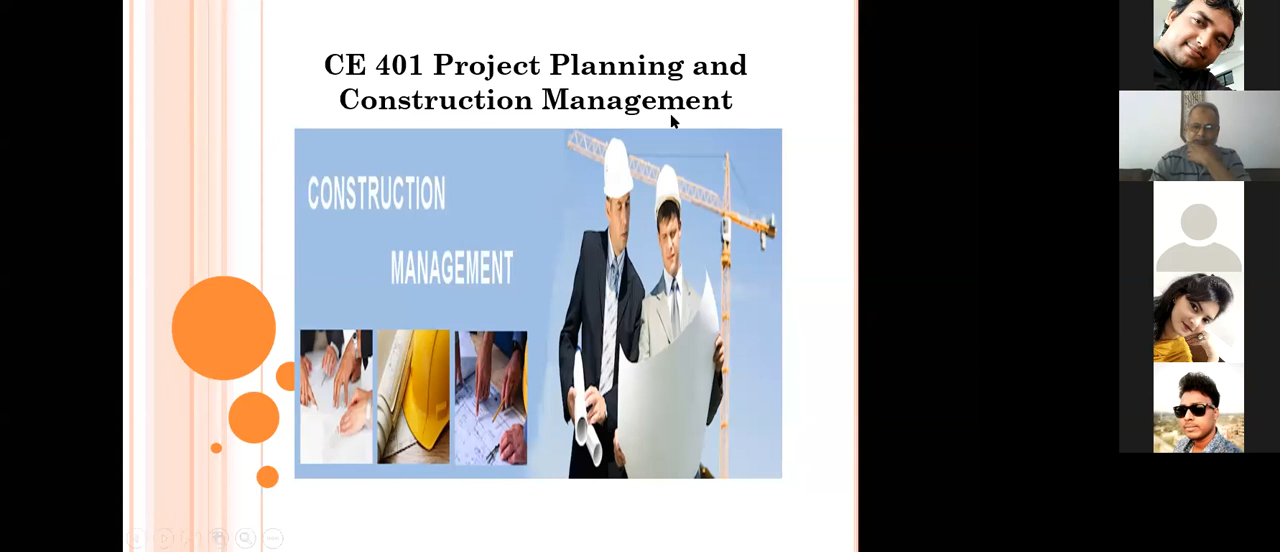 CE 401 Project Planning and
Construction Management
CONSTRUCTION
MANAGEMENT